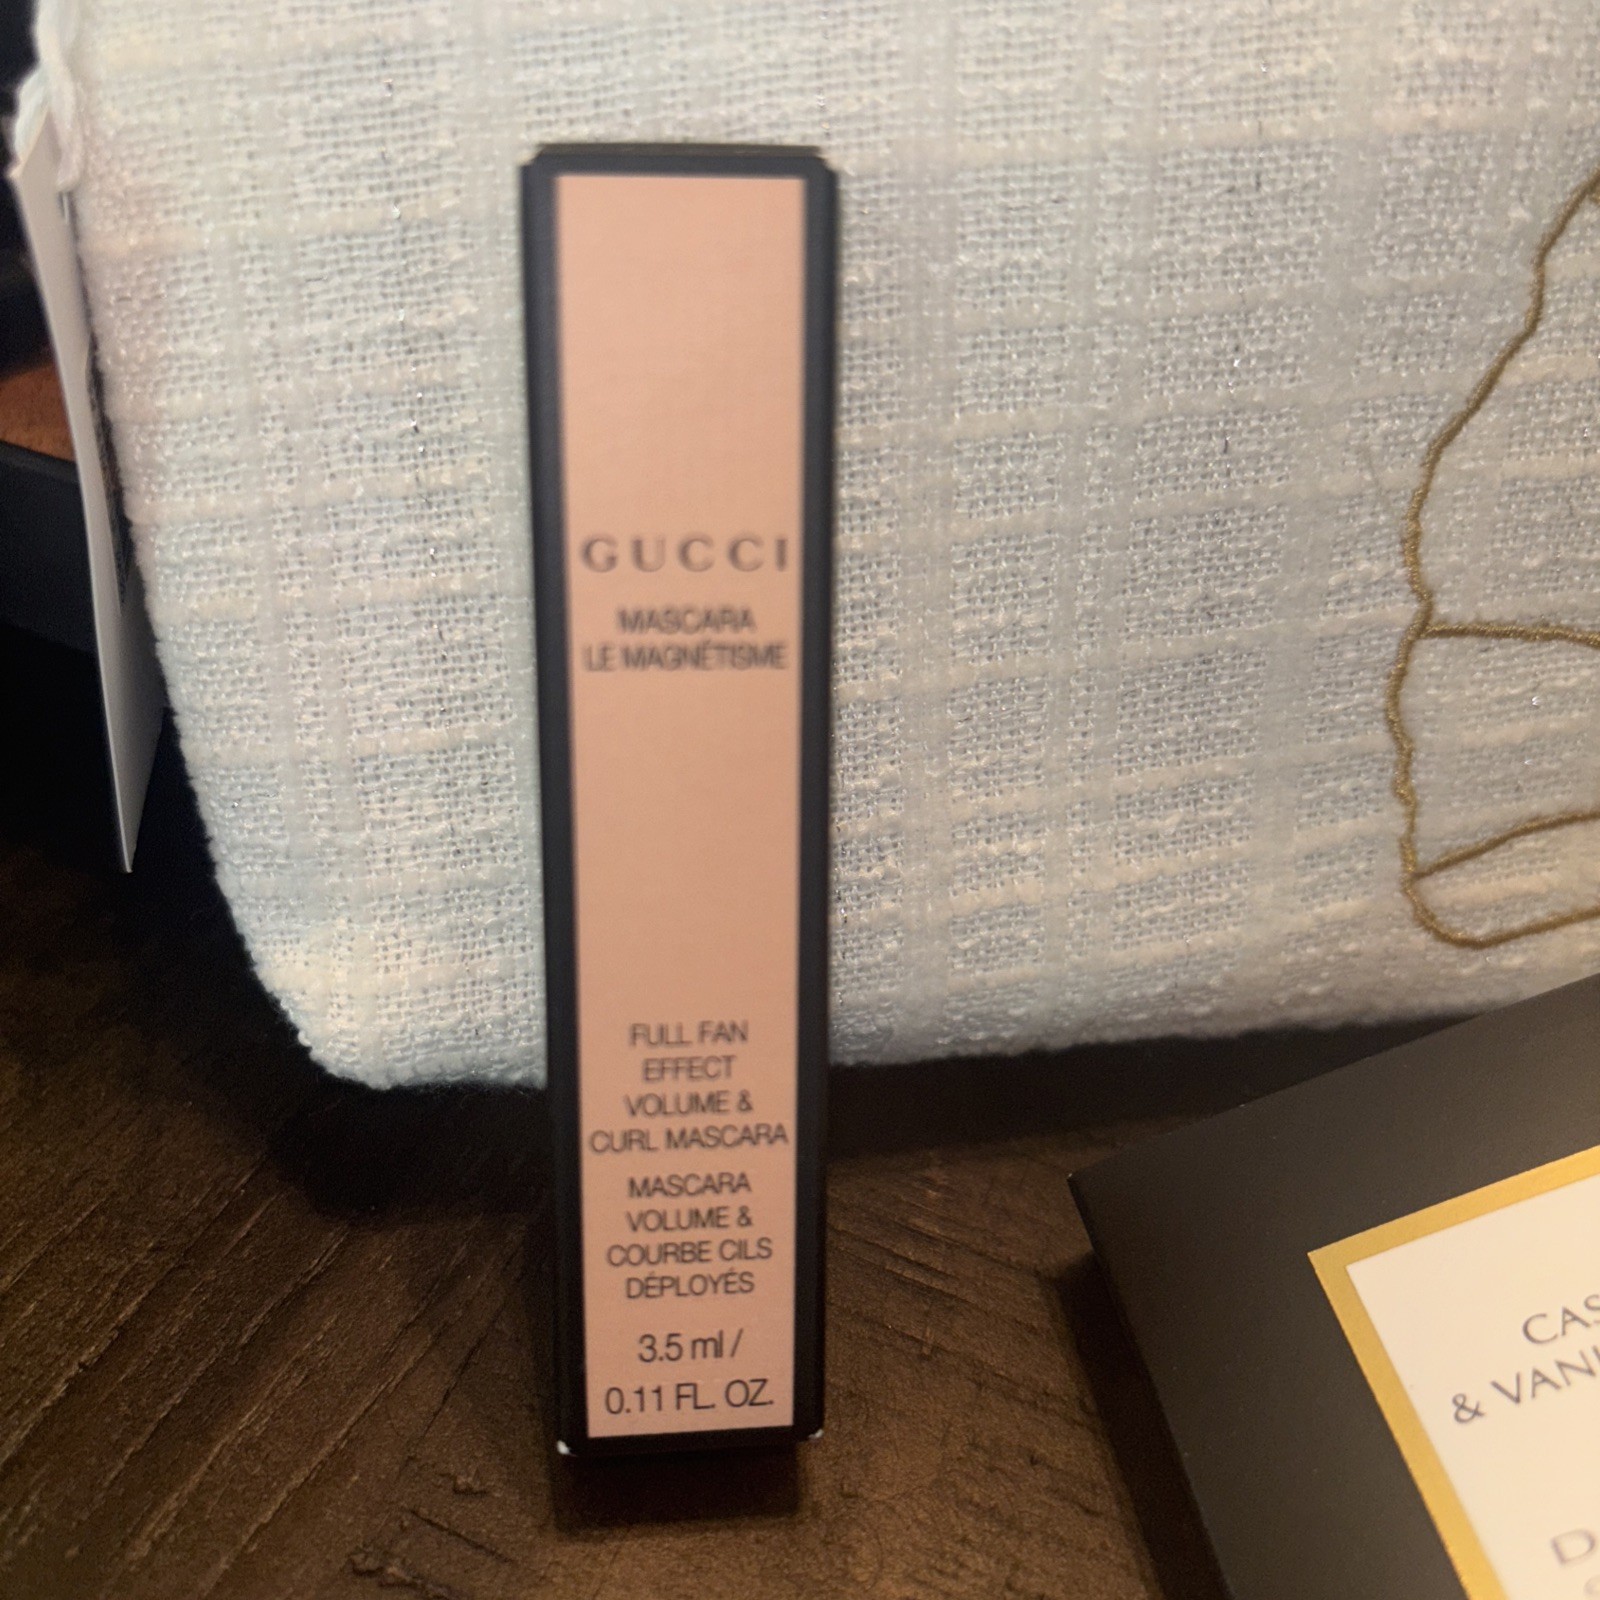 GUCCI
MASCARA
LE MAGNÉTISME
FULL FAN
EFFECT
VOLUME &
CURL MASCARA
MASCARA
VOLUME &
COURBE CILS
DÉPLOYÉS
3.5 ml /
0.11 FL. OZ.
&